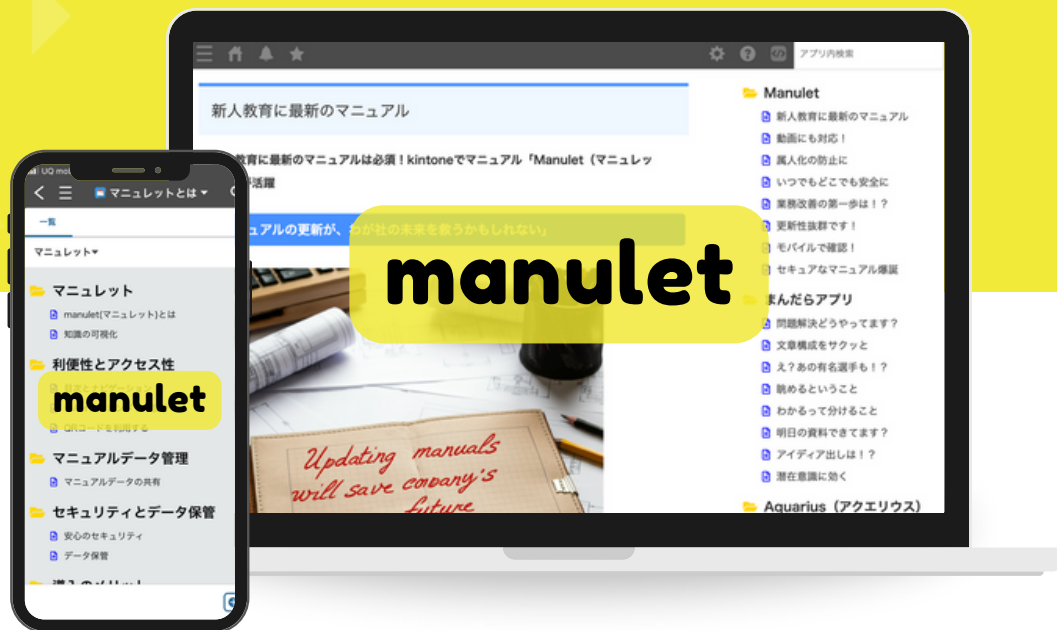 アプリ内検索
新人教育に最新のマニュアル
教育に最新のマニュアルは必須！kintoneでマニュアル「Manulet（マニュレッ
が活躍
ュアルの更新が、わが社の未来を救うかもしれない」
manulet
Updating manuals
will save copany's
future
Manulet
新人教育に最新のマニュアル
動画にも対応！
属人化の防止に
いつでもどこでも安全に
業務改善の第一歩は！？
更新性抜群です！
モバイルで確認！
セキュアなマニュアル爆誕
まんだらアプリ
問題解決どうやってます？
文章構成をサクッと
え？あの有名選手も！？
眺めるということ
わかるって分けること
明日の資料できてます？
アイディア出しは！？
潜在意識に効く
Aquarius（アクエリウス）
UQ mo
マニュレットとは
一覧
マニュレット
マニュレット
manulet(マニュレット)とは
知識の可視化
利便性とアクセス性
manulet
QRコードを利用する
マニュアルデータ管理
マニュアルデータの共有
セキュリティとデータ保管
安心のセキュリティ
データ保管
導入のメリット